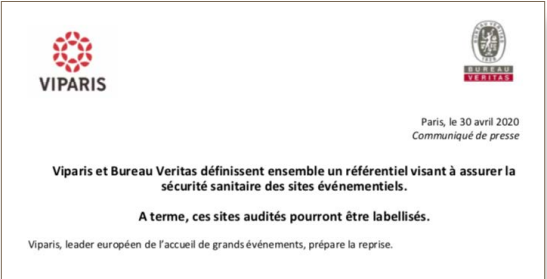 VIPARIS
BUREAU
VERITAS
Paris, le 30 avril 2020
Communiqué de presse
Viparis et Bureau Veritas définissent ensemble un référentiel visant à assurer la
sécurité sanitaire des sites événementiels.
A terme, ces sites audités pourront être labellisés.
Viparis, leader européen de l'accueil de grands événements, prépare la reprise.